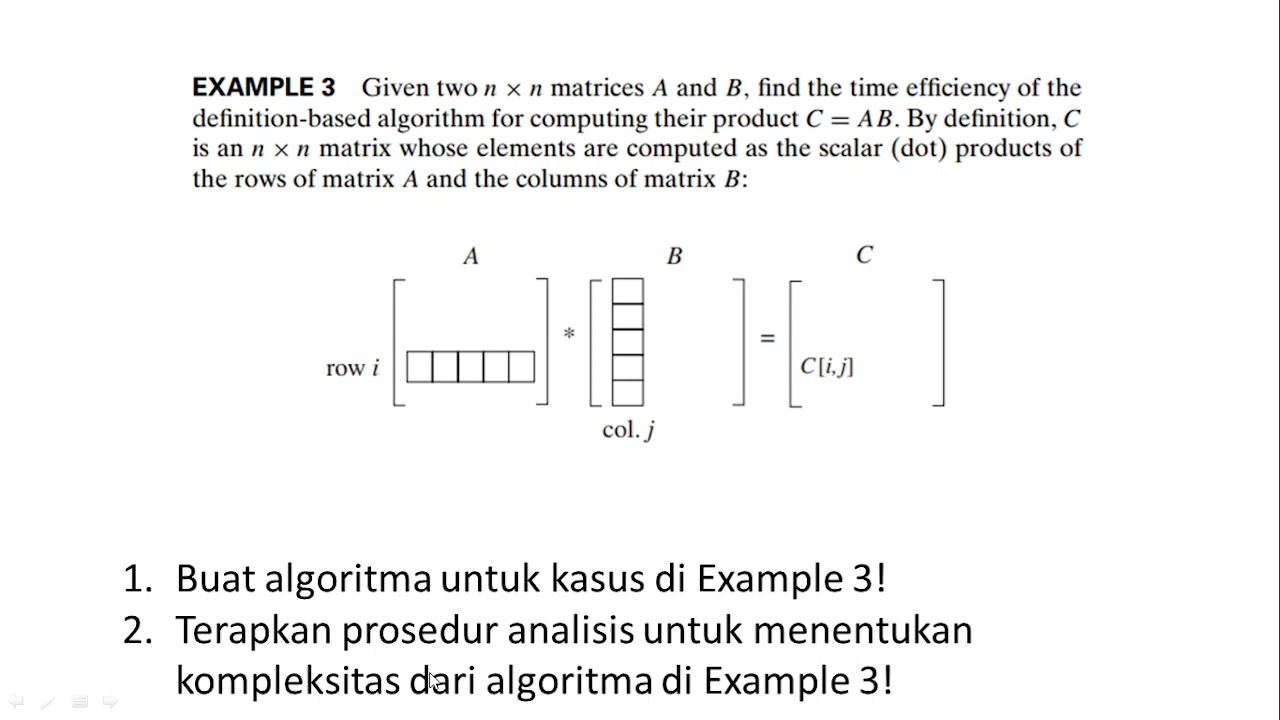 EXAMPLE 3 Given two n × n matrices A and B, find the time efficiency of the
definition-based algorithm for computing their product C = AB. By definition, C
is an n × n matrix whose elements are computed as the scalar (dot) products of
the rows of matrix A and the columns of matrix B:
A B C
* =
row i C[i,j]
col. j
1. Buat algoritma untuk kasus di Example 3!
2. Terapkan prosedur analisis untuk menentukan
kompleksitas dari algoritma di Example 3!